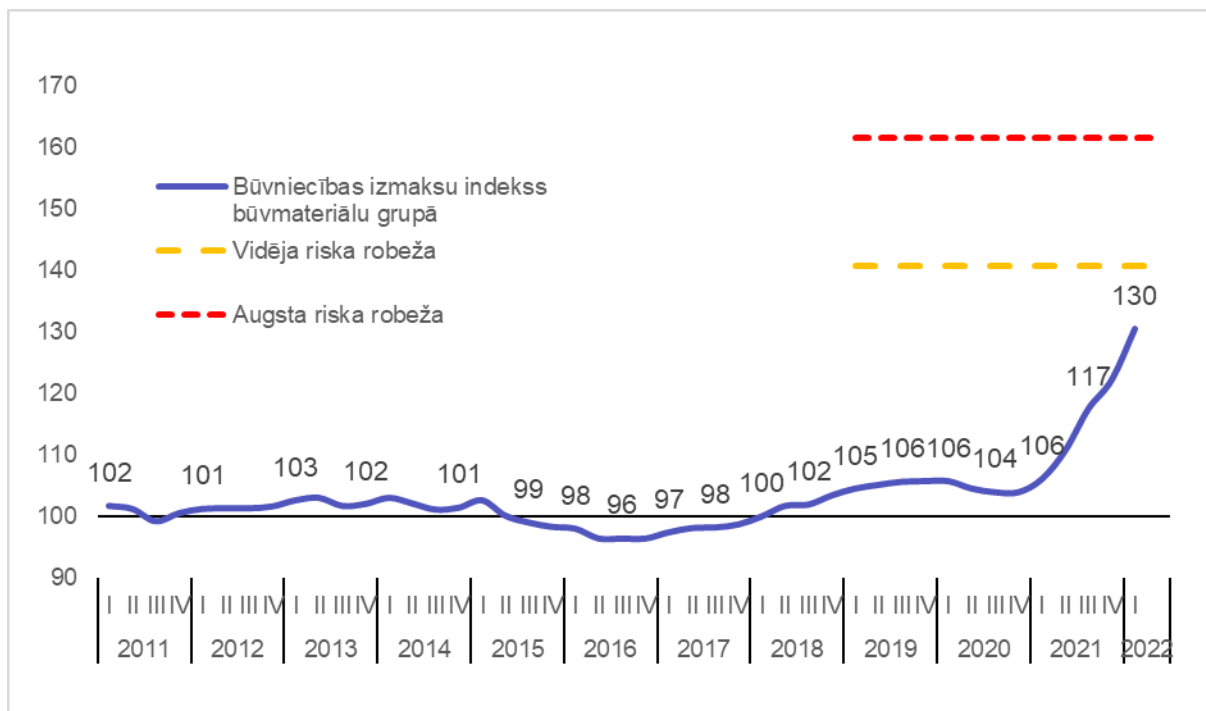 170
160
150
140
130
120
110
100
90
Būvniecības izmaksu indekss
būvmateriālu grupā
Vidēja riska robeža
Augsta riska robeža
102 101 103 102 101 99 98 96 97 98 100 102 105 106 106 104 106 117 130
I II III IV I II III IV I II III IV I II III IV I II III IV I II III IV I II III IV I II III IV I II III IV I II III IV I II III IV I
2011 2012 2013 2014 2015 2016 2017 2018 2019 2020 2021 2022